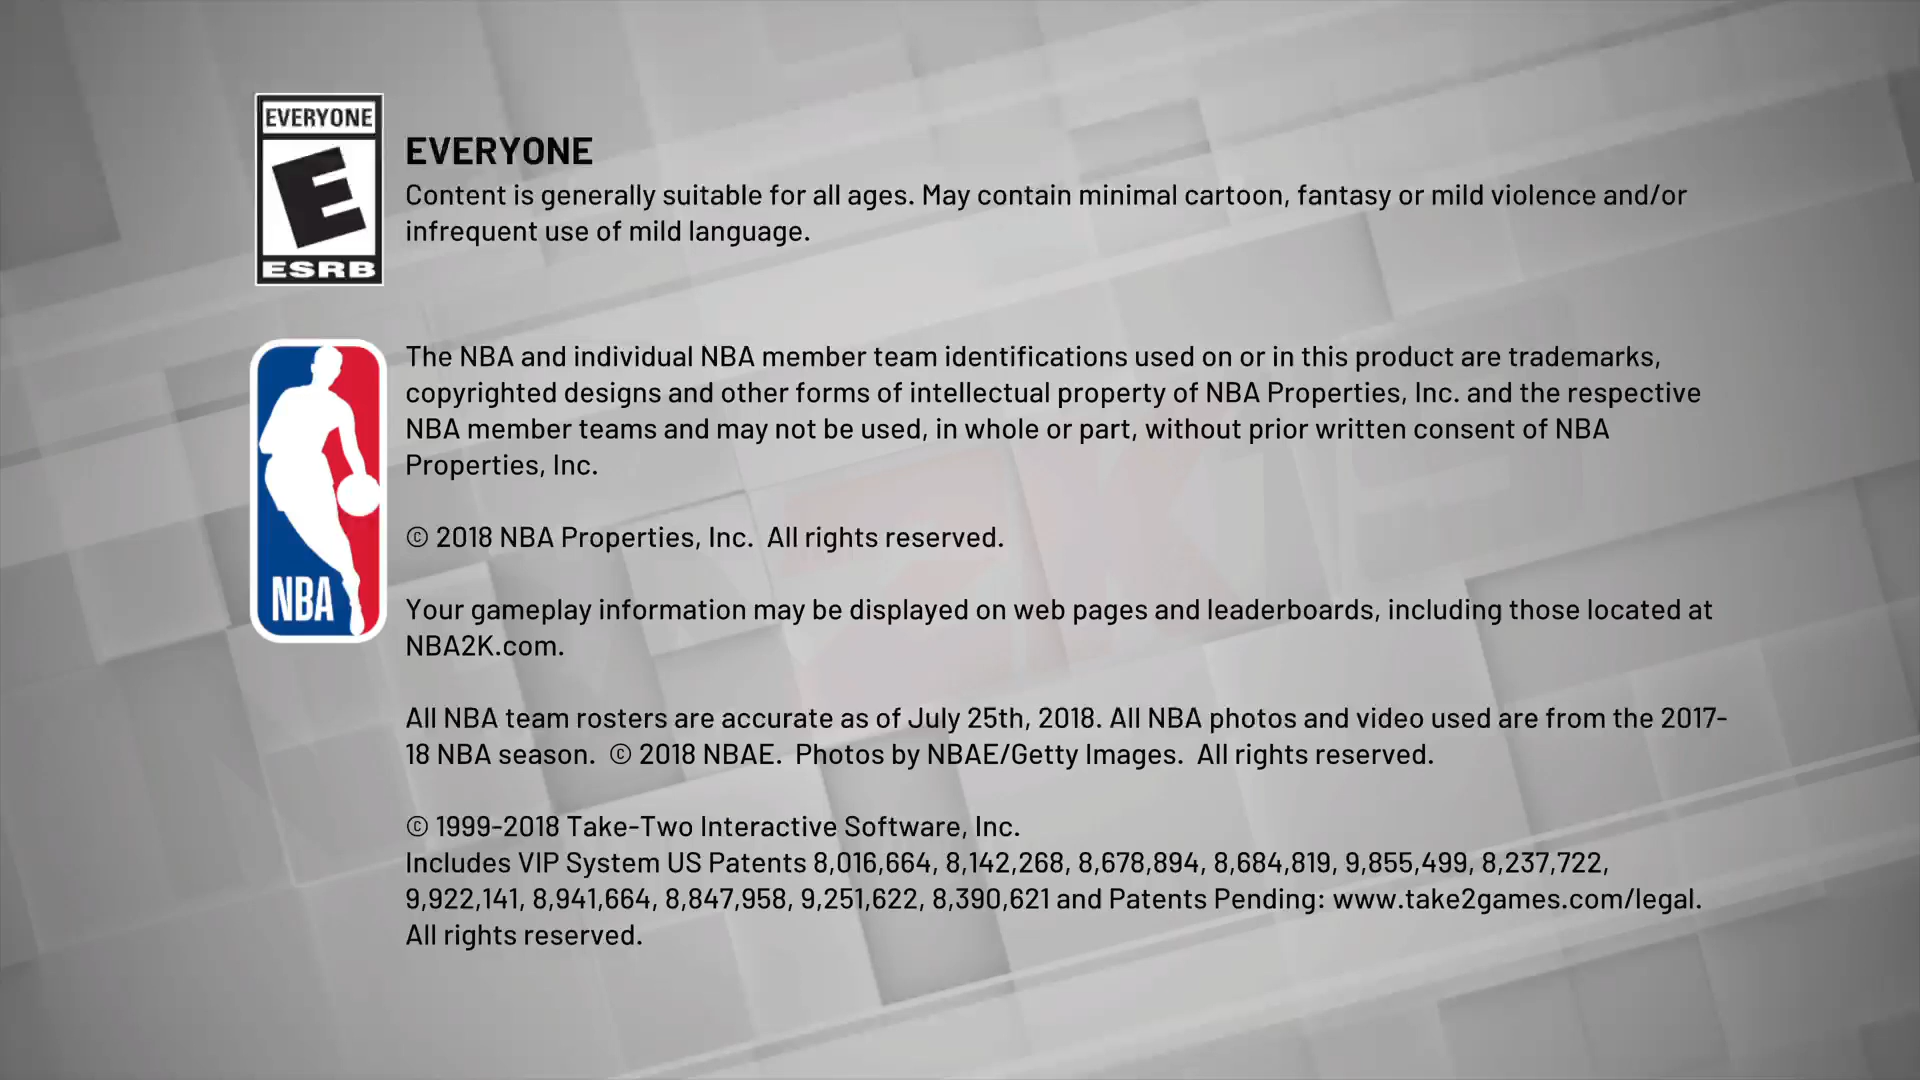 EVERYONE
E
ESRB
EVERYONE
Content is generally suitable for all ages. May contain minimal cartoon, fantasy or mild violence and/or
infrequent use of mild language.
The NBA and individual NBA member team identifications used on or in this product are trademarks,
copyrighted designs and other forms of intellectual property of NBA Properties, Inc. and the respective
NBA member teams and may not be used, in whole or part, without prior written consent of NBA
Properties, Inc.
© 2018 NBA Properties, Inc.  All rights reserved.
NBA
Your gameplay information may be displayed on web pages and leaderboards, including those located at
NBA2K.com.
All NBA team rosters are accurate as of July 25th, 2018. All NBA photos and video used are from the 2017-
18 NBA season.  © 2018 NBAE.  Photos by NBAE/Getty Images.  All rights reserved.
© 1999-2018 Take-Two Interactive Software, Inc.
Includes VIP System US Patents 8,016,664, 8,142,268, 8,678,894, 8,684,819, 9,855,499, 8,237,722,
9,922,141, 8,941,664, 8,847,958, 9,251,622, 8,390,621 and Patents Pending: www.take2games.com/legal.
All rights reserved.